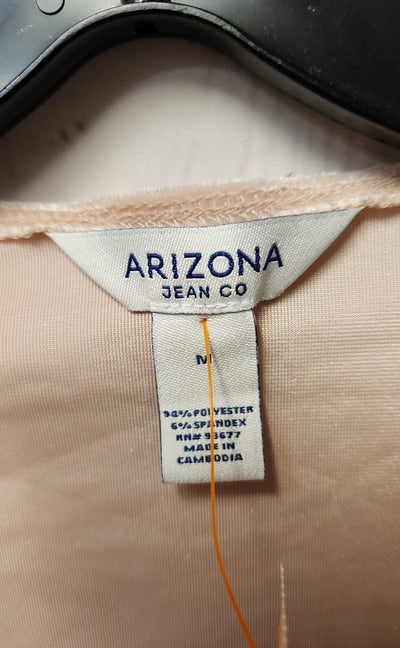 ARIZONA
JEAN CO
M
94% POLYESTER
6% SPANDEX
RN# 93677
MADE IN
CAMBODIA